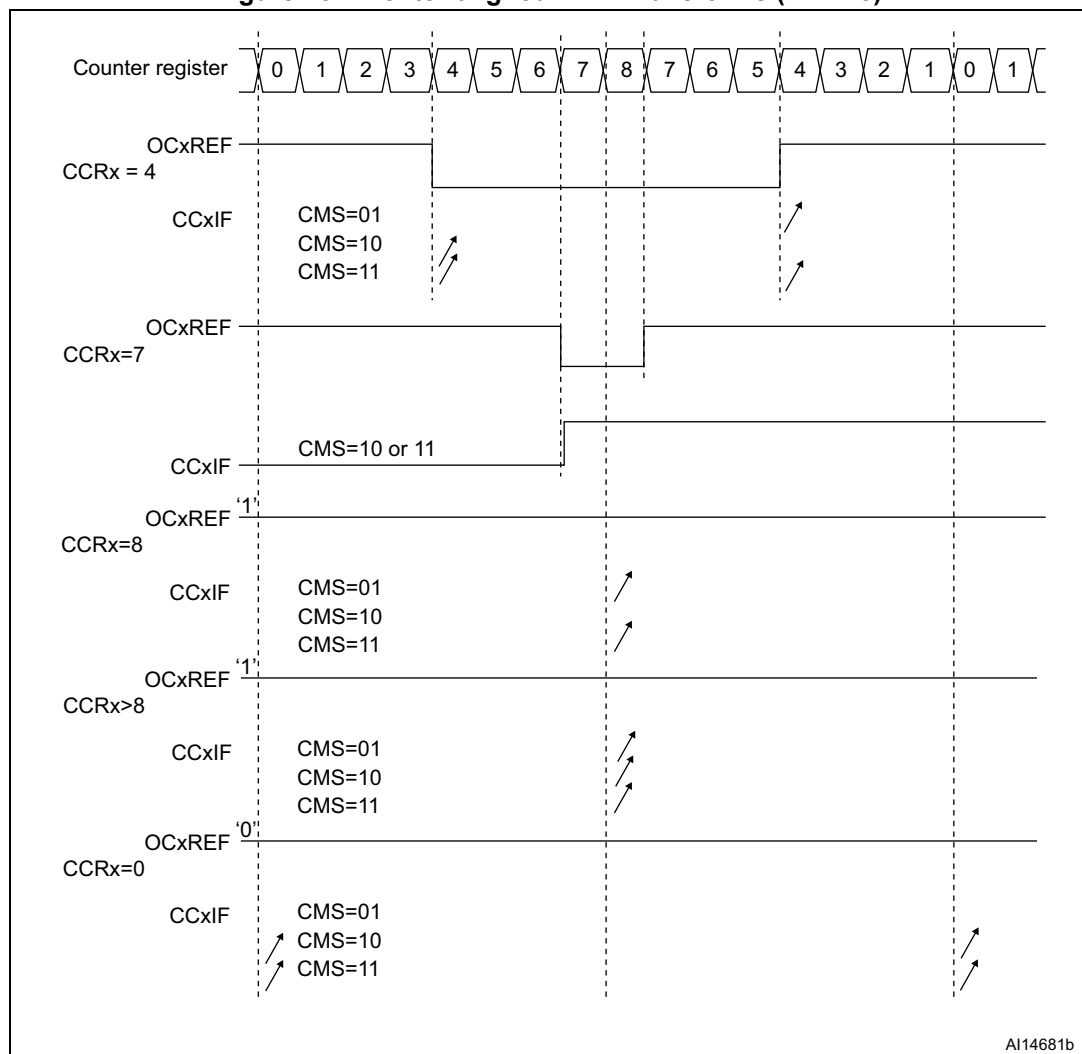 Counter register 0 1 2 3 4 5 6 7 8 7 6 5 4 3 2 1 0 1
OCxREF
CCRx = 4
CCxIF CMS=01
CMS=10
CMS=11
OCxREF
CCRx=7
CMS=10 or 11
CCxIF
OCxREF '1'
CCRx=8
CCxIF CMS=01
CMS=10
CMS=11
OCxREF '1'
CCRx>8
CCxIF CMS=01
CMS=10
CMS=11
OCxREF '0'
CCRx=0
CCxIF CMS=01
CMS=10
CMS=11
AI14681b